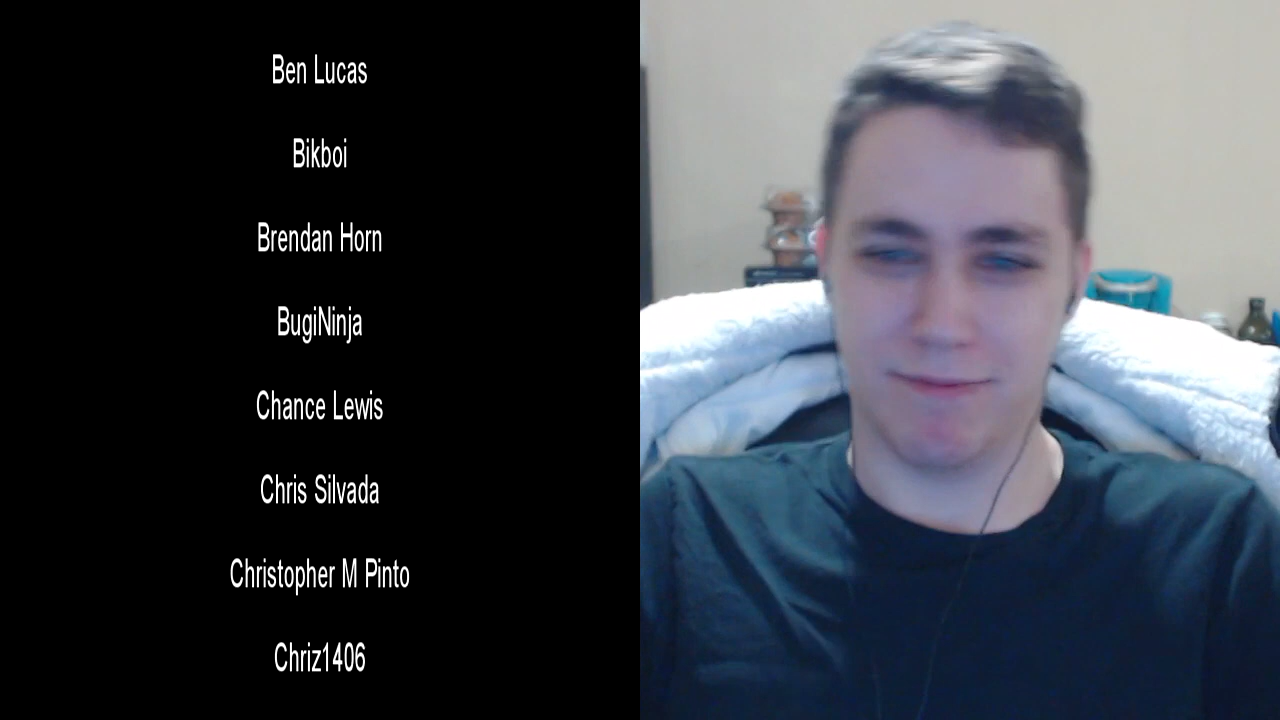 Ben Lucas
Bikboi
Brendan Horn
BugiNinja
Chance Lewis
Chris Silvada
Christopher M Pinto
Chriz1406